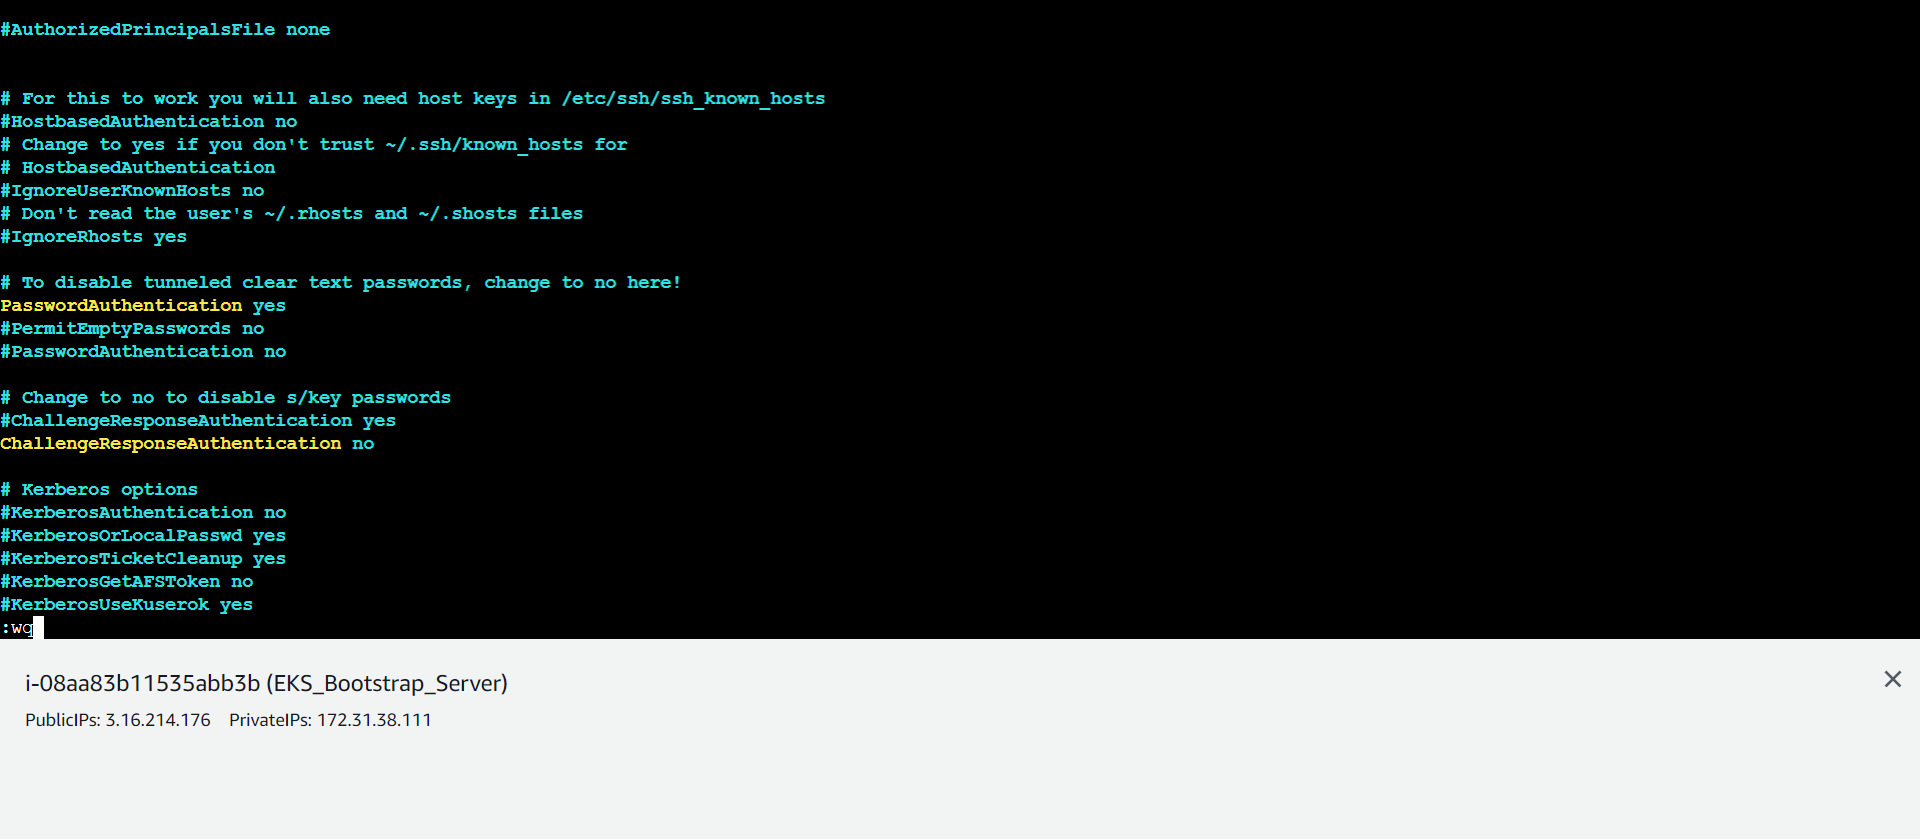 #AuthorizedPrincipalsFile none
# For this to work you will also need host keys in /etc/ssh/ssh_known_hosts
#HostbasedAuthentication no
# Change to yes if you don't trust ~/.ssh/known_hosts for
# HostbasedAuthentication
#IgnoreUserKnownHosts no
# Don't read the user's ~/.rhosts and ~/.shosts files
#IgnoreRhosts yes
# To disable tunneled clear text passwords, change to no here!
PasswordAuthentication yes
#PermitEmptyPasswords no
#PasswordAuthentication no
# Change to no to disable s/key passwords
#ChallengeResponseAuthentication yes
ChallengeResponseAuthentication no
# Kerberos options
#KerberosAuthentication no
#KerberosOrLocalPasswd yes
#KerberosTicketCleanup yes
#KerberosGetAFSToken no
#KerberosUseKuserok yes
:wq
i-08aa83b11535abb3b (EKS_Bootstrap_Server)
PublicIPs: 3.16.214.176 PrivateIPs: 172.31.38.111